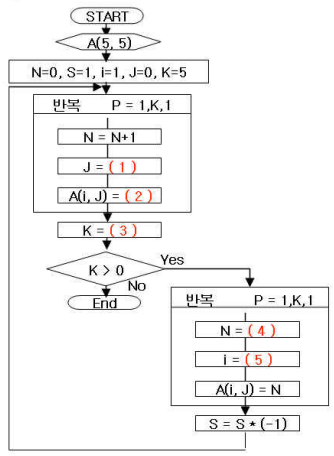 START
A(5, 5)
N=0, S=1, i=1, J=0, K=5
반복 P = 1,K,1
N = N+1
J = ( 1 )
A(i, J) = ( 2 )
K = ( 3 )
K > 0
Yes
No
End
반복 P = 1,K,1
N = ( 4 )
i = ( 5 )
A(i, J) = N
S = S * (-1)